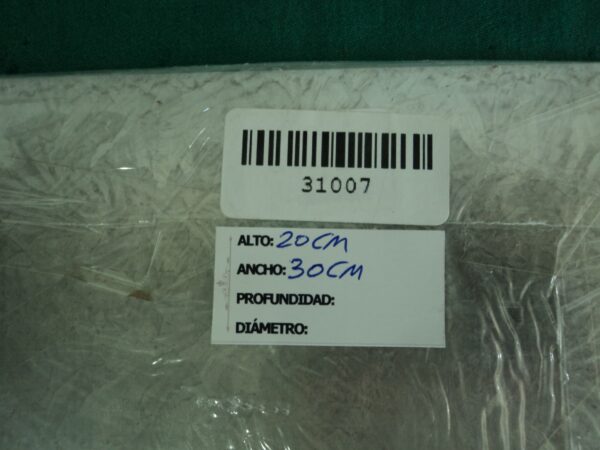 31007
ALTO: 20CM
ANCHO: 30CM
PROFUNDIDAD:
DIÁMETRO: